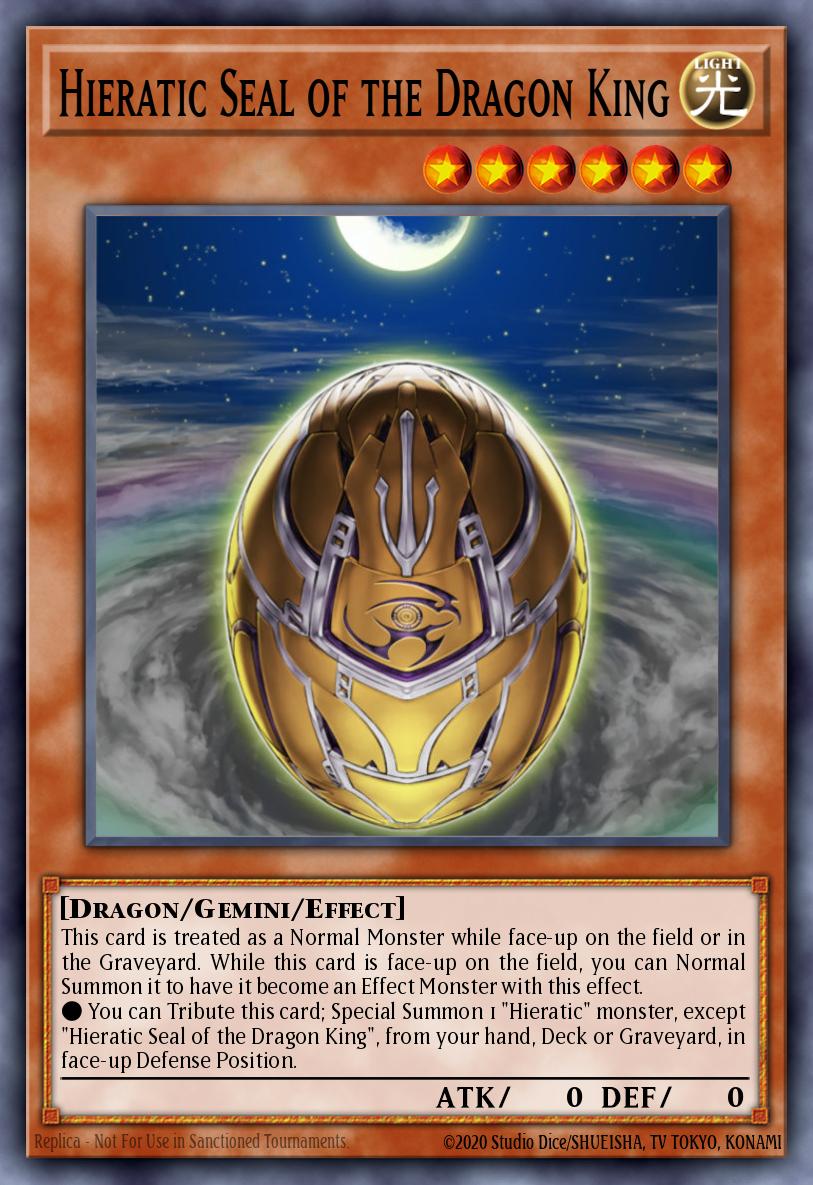 Hieratic Seal of the Dragon King
LIGHT
光
[Dragon/Gemini/Effect]
This card is treated as a Normal Monster while face-up on the field or in
the Graveyard. While this card is face-up on the field, you can Normal
Summon it to have it become an Effect Monster with this effect.
● You can Tribute this card; Special Summon 1 "Hieratic" monster, except
"Hieratic Seal of the Dragon King", from your hand, Deck or Graveyard, in
face-up Defense Position.
ATK/ 0 DEF/ 0
Replica - Not For Use in Sanctioned Tournaments.
©2020 Studio Dice/SHUEISHA, TV TOKYO, KONAMI